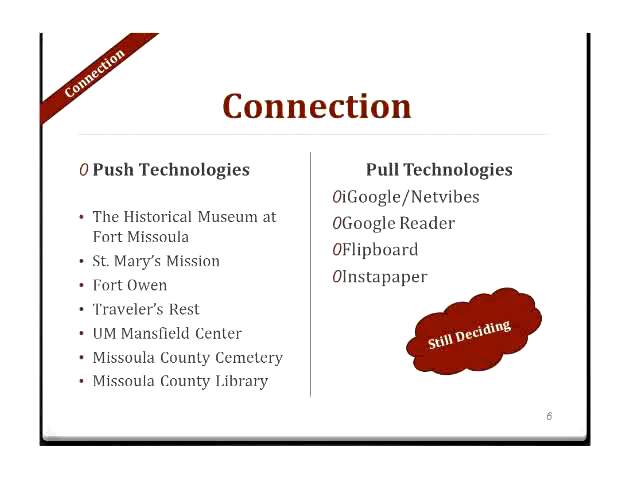 Connection
Connection
0 Push Technologies
• The Historical Museum at
Fort Missoula
• St. Mary's Mission
• Fort Owen
• Traveler's Rest
• UM Mansfield Center
• Missoula County Cemetery
• Missoula County Library
Pull Technologies
0iGoogle/Netvibes
0Google Reader
0Flipboard
0Instapaper
Still Deciding
6